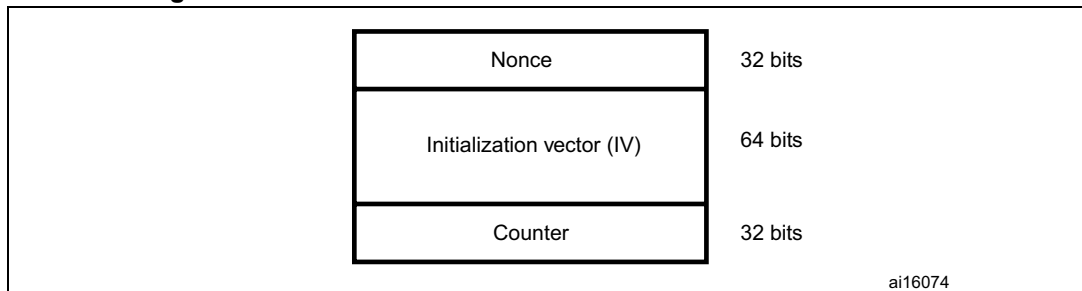 Nonce 32 bits
Initialization vector (IV) 64 bits
Counter 32 bits
ai16074